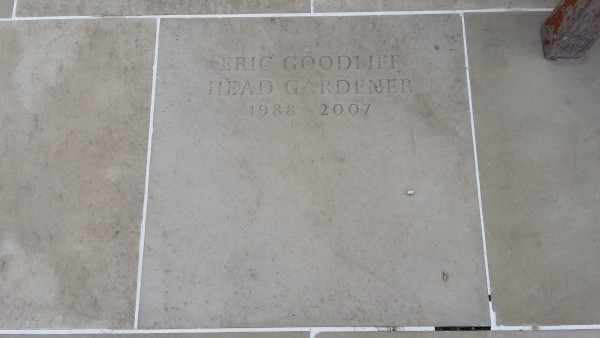 ERIC GOODLIFF
HEAD GARDENER
1988 - 2007